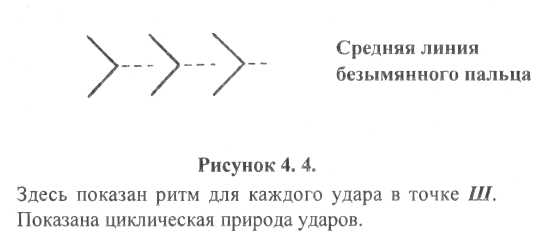 Средняя линия
безымянного пальца
Рисунок 4. 4.
Здесь показан ритм для каждого удара в точке Ш.
Показана циклическая природа ударов.